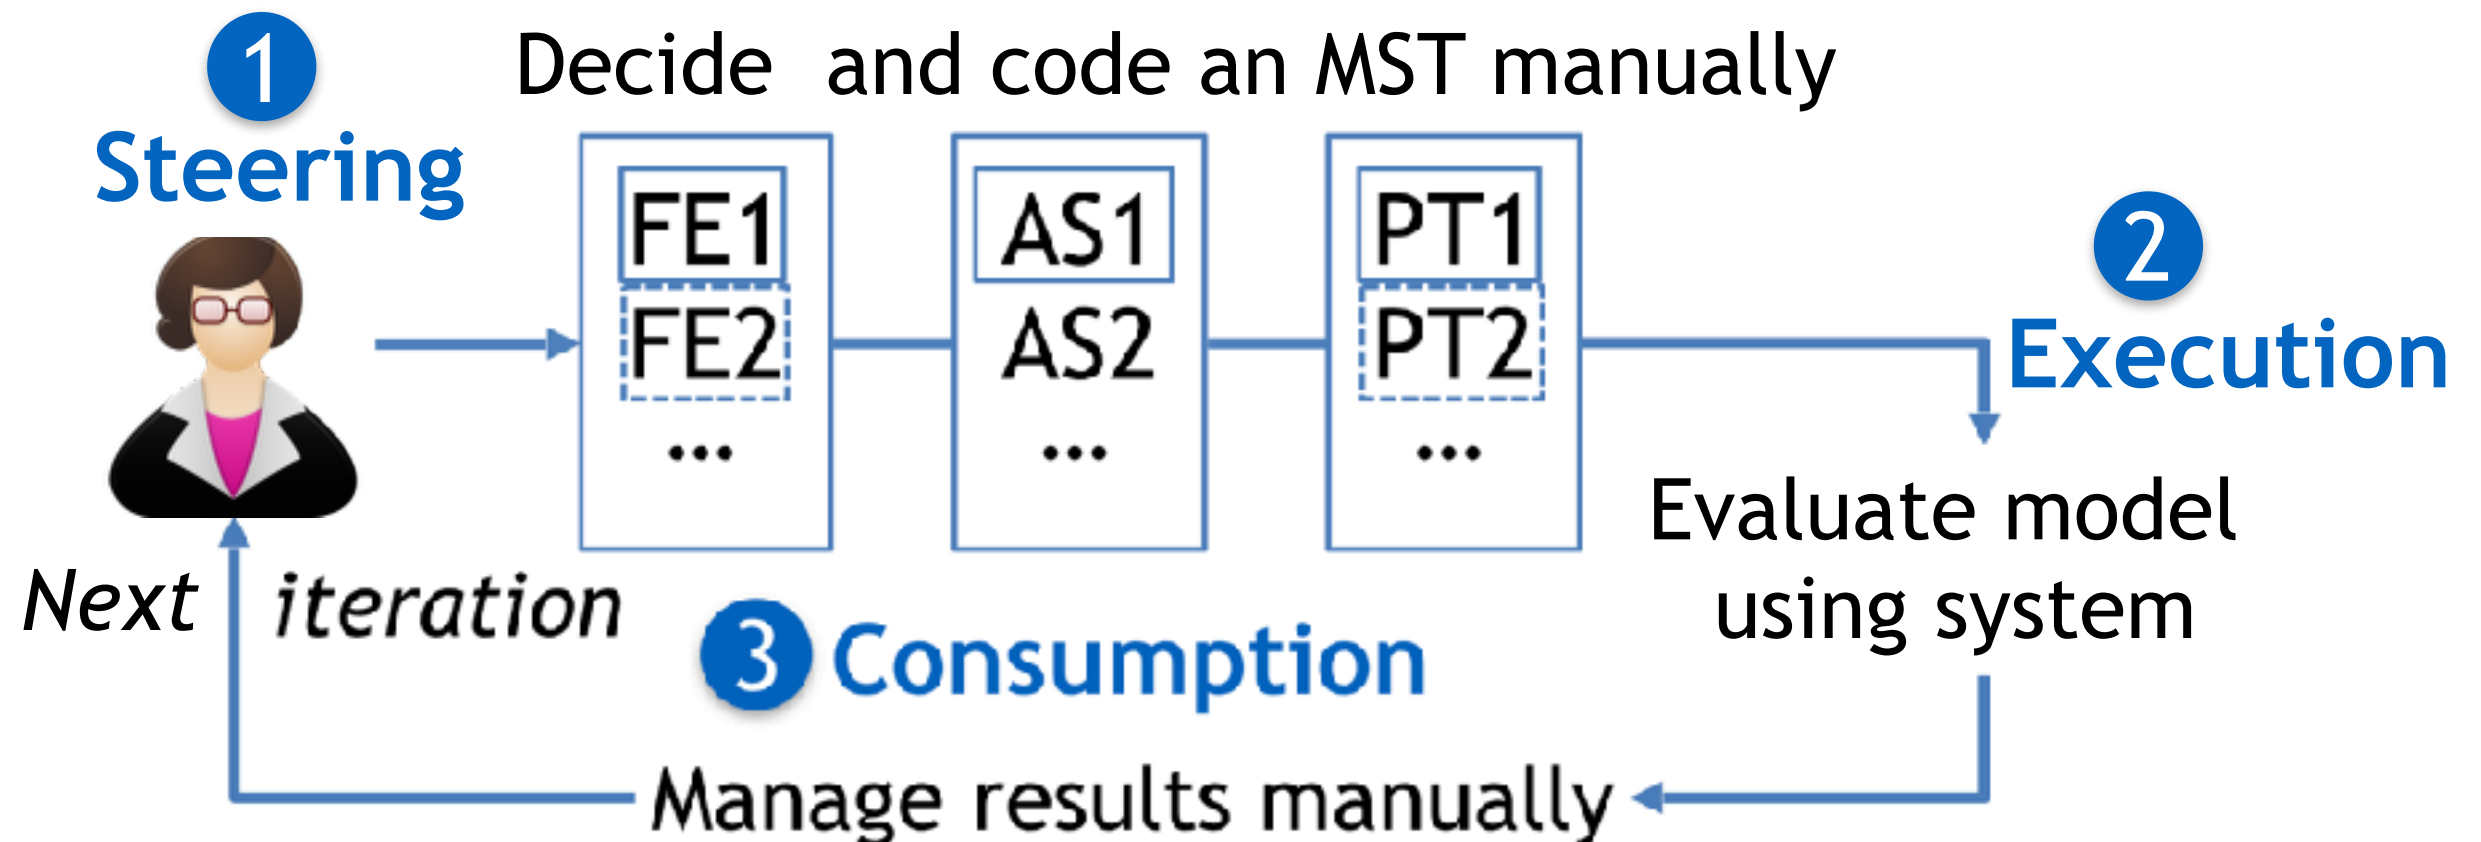 1
Steering
Decide and code an MST manually
FE1
FE2
...
AS1
AS2
...
PT1
PT2
...
2
Execution
Evaluate model
using system
3 Consumption
Manage results manually
Next iteration